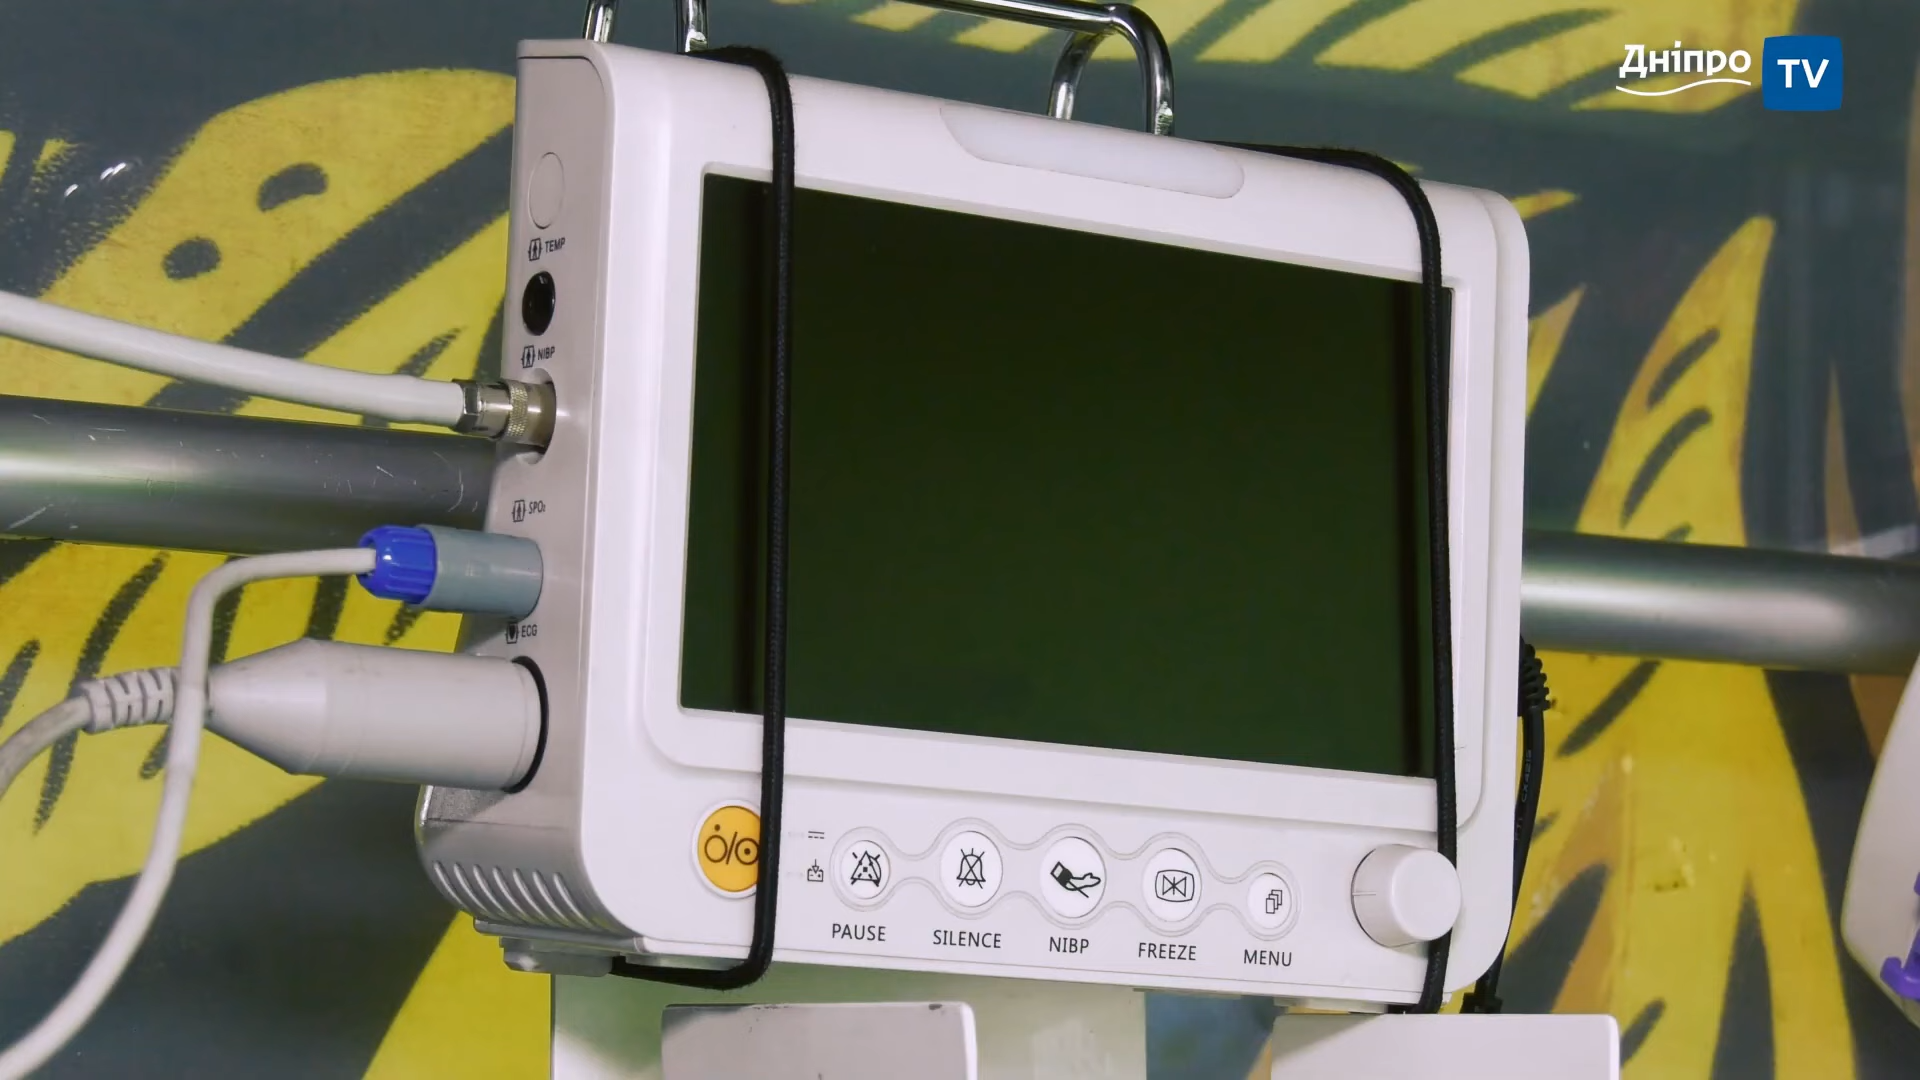 Дніпро TV
TEMP
NIBP
SPO₂
ECG
PAUSE
SILENCE
NIBP
FREEZE
MENU